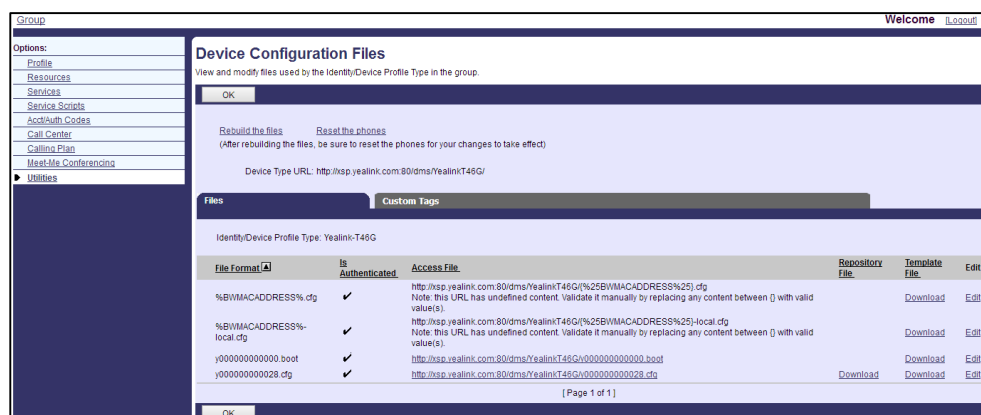 Group
Welcome [Logout]
Options:
Profile
Resources
Services
Service Scripts
Acct/Auth Codes
Call Center
Calling Plan
Meet-Me Conferencing
Utilities
Device Configuration Files
View and modify files used by the Identity/Device Profile Type in the group.
OK
Rebuild the files Reset the phones
(After rebuilding the files, be sure to reset the phones for your changes to take effect)
Device Type URL: http://xsp.yealink.com:80/dms/YealinkT46G/
Files Custom Tags
Identity/Device Profile Type: Yealink-T46G
File Format Is Authenticated Access File Repository File Template File Edit
%BWMACADDRESS%.cfg ✔ http://xsp.yealink.com:80/dms/YealinkT46G/{%25BWMACADDRESS%25}.cfg
Note: this URL has undefined content. Validate it manually by replacing any content between {} with valid
value(s).
Download Edit
%BWMACADDRESS%-
local.cfg ✔ http://xsp.yealink.com:80/dms/YealinkT46G/{%25BWMACADDRESS%25}-local.cfg
Note: this URL has undefined content. Validate it manually by replacing any content between {} with valid
value(s).
Download Edit
y000000000000.boot ✔ http://xsp.yealink.com:80/dms/YealinkT46G/y000000000000.boot Download Edit
y000000000028.cfg ✔ http://xsp.yealink.com:80/dms/YealinkT46G/y000000000028.cfg Download Download Edit
[ Page 1 of 1 ]
OK